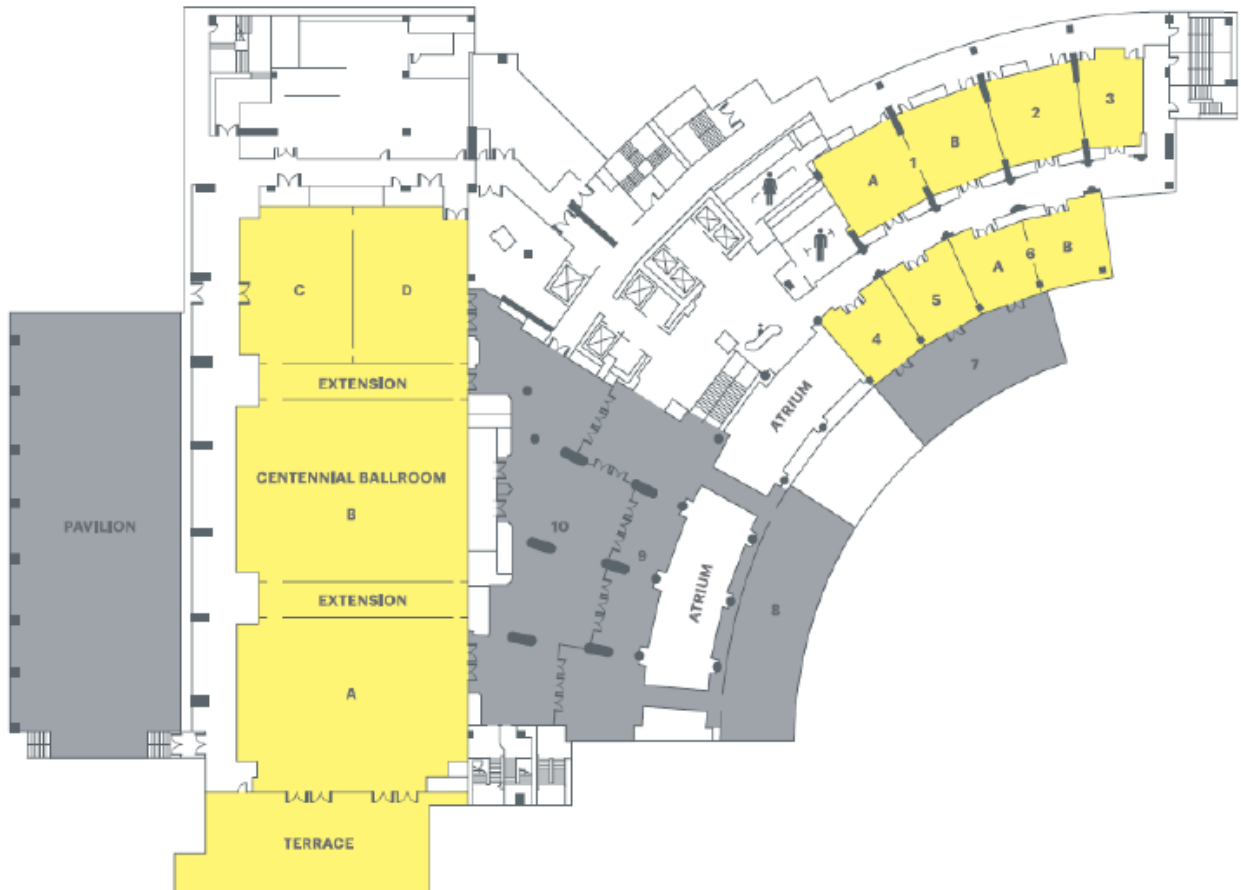 3
2
B
1
A
B
6
A
5
C
D
4
7
EXTENSION
ATRIUM
CENTENNIAL BALLROOM
B
PAVILION
10
9
ATRIUM
EXTENSION
8
A
TERRACE